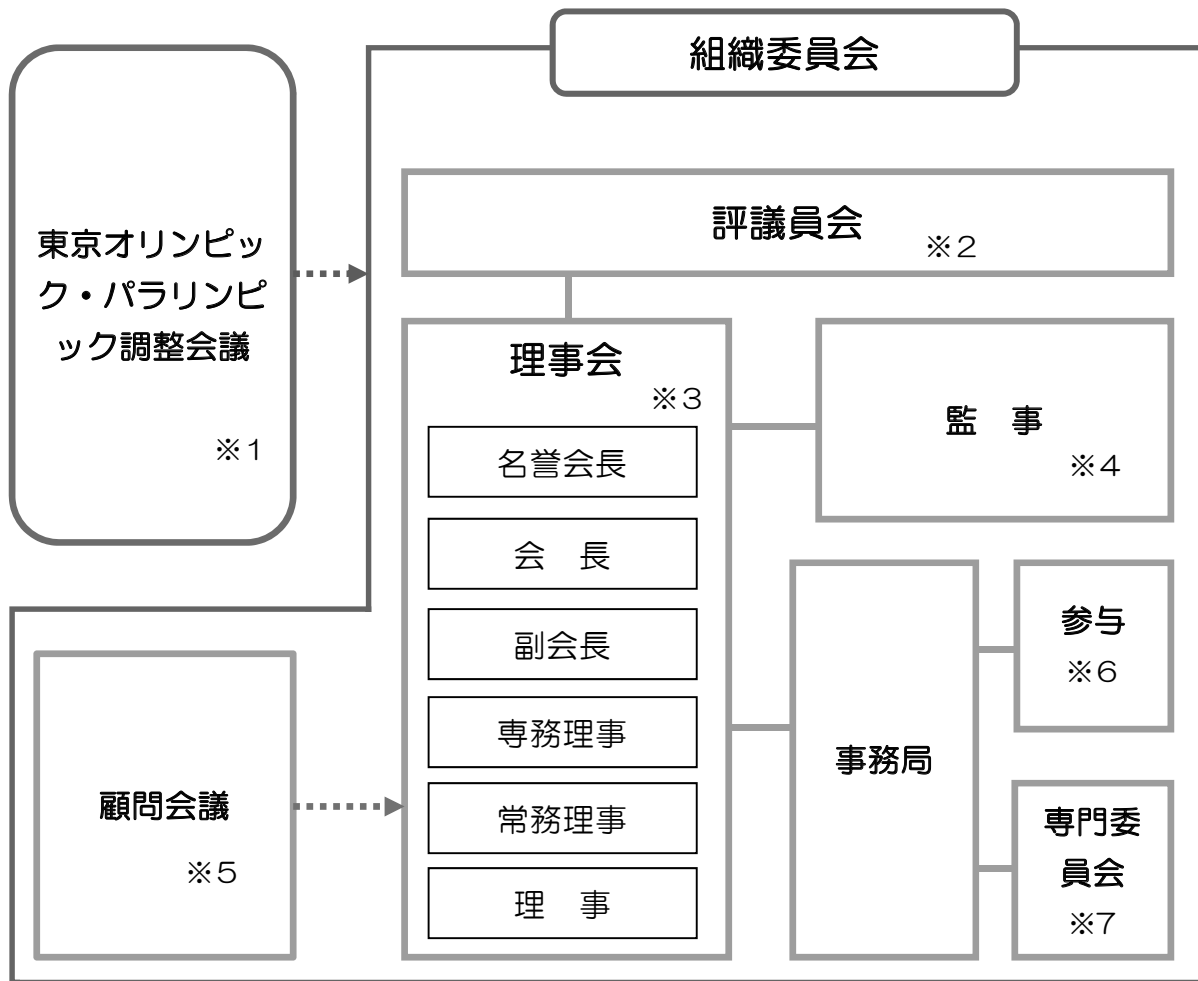 組織委員会
東京オリンピッ
ク・パラリンピ
ック調整会議
※1
評議員会
※2
理事会
※3
名誉会長
会　長
副会長
専務理事
常務理事
理　事
監　事
※4
顧問会議
※5
事務局
参与
※6
専門委
員会
※7